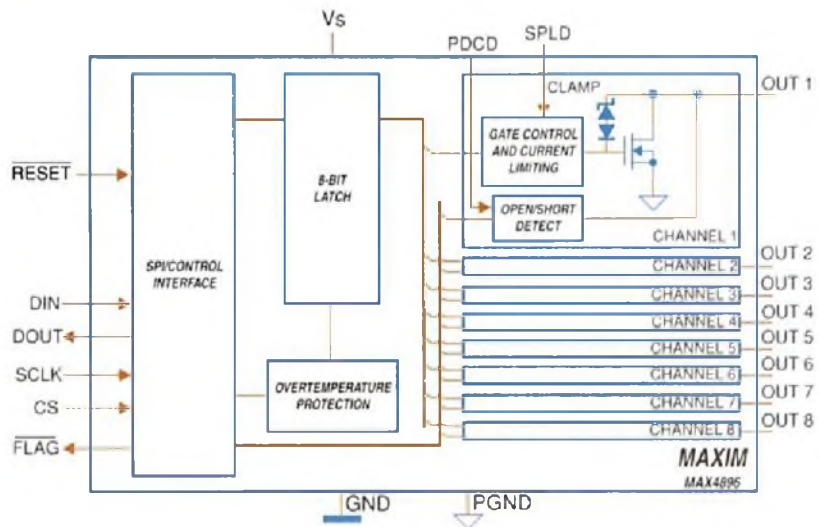 Vs
PDCD
SPLD
CLAMP
OUT 1
GATE CONTROL
AND CURRENT
LIMITING
RESET
8-BIT
LATCH
OPEN/SHORT
DETECT
CHANNEL 1
SPI/CONTROL
INTERFACE
OUT 2
CHANNEL 2
OUT 3
CHANNEL 3
DIN
OUT 4
CHANNEL 4
DOUT
OUT 5
CHANNEL 5
SCLK
OVERTEMPERATURE
PROTECTION
OUT 6
CHANNEL 6
CS
OUT 7
CHANNEL 7
FLAG
OUT 8
CHANNEL 8
MAXIM
MAX4896
GND
PGND